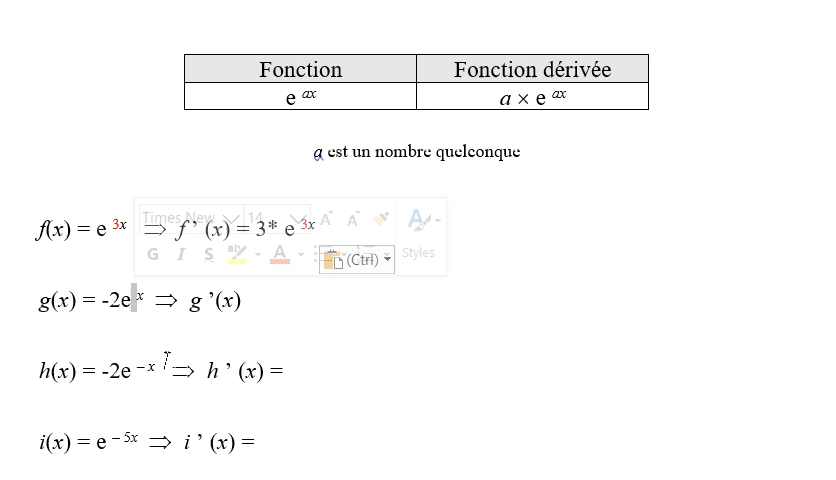 Fonction Fonction dérivée
e ax a × e ax
a est un nombre quelconque
Times New 14 A A A
f(x) = e 3x ⇒ f ’ (x) = 3* e 3x
G I S aby A Styles
(Ctrl)
g(x) = -2e x ⇒ g ’(x)
h(x) = -2e – x ⇒ h ’ (x) =
i(x) = e – 5x ⇒ i ’ (x) =